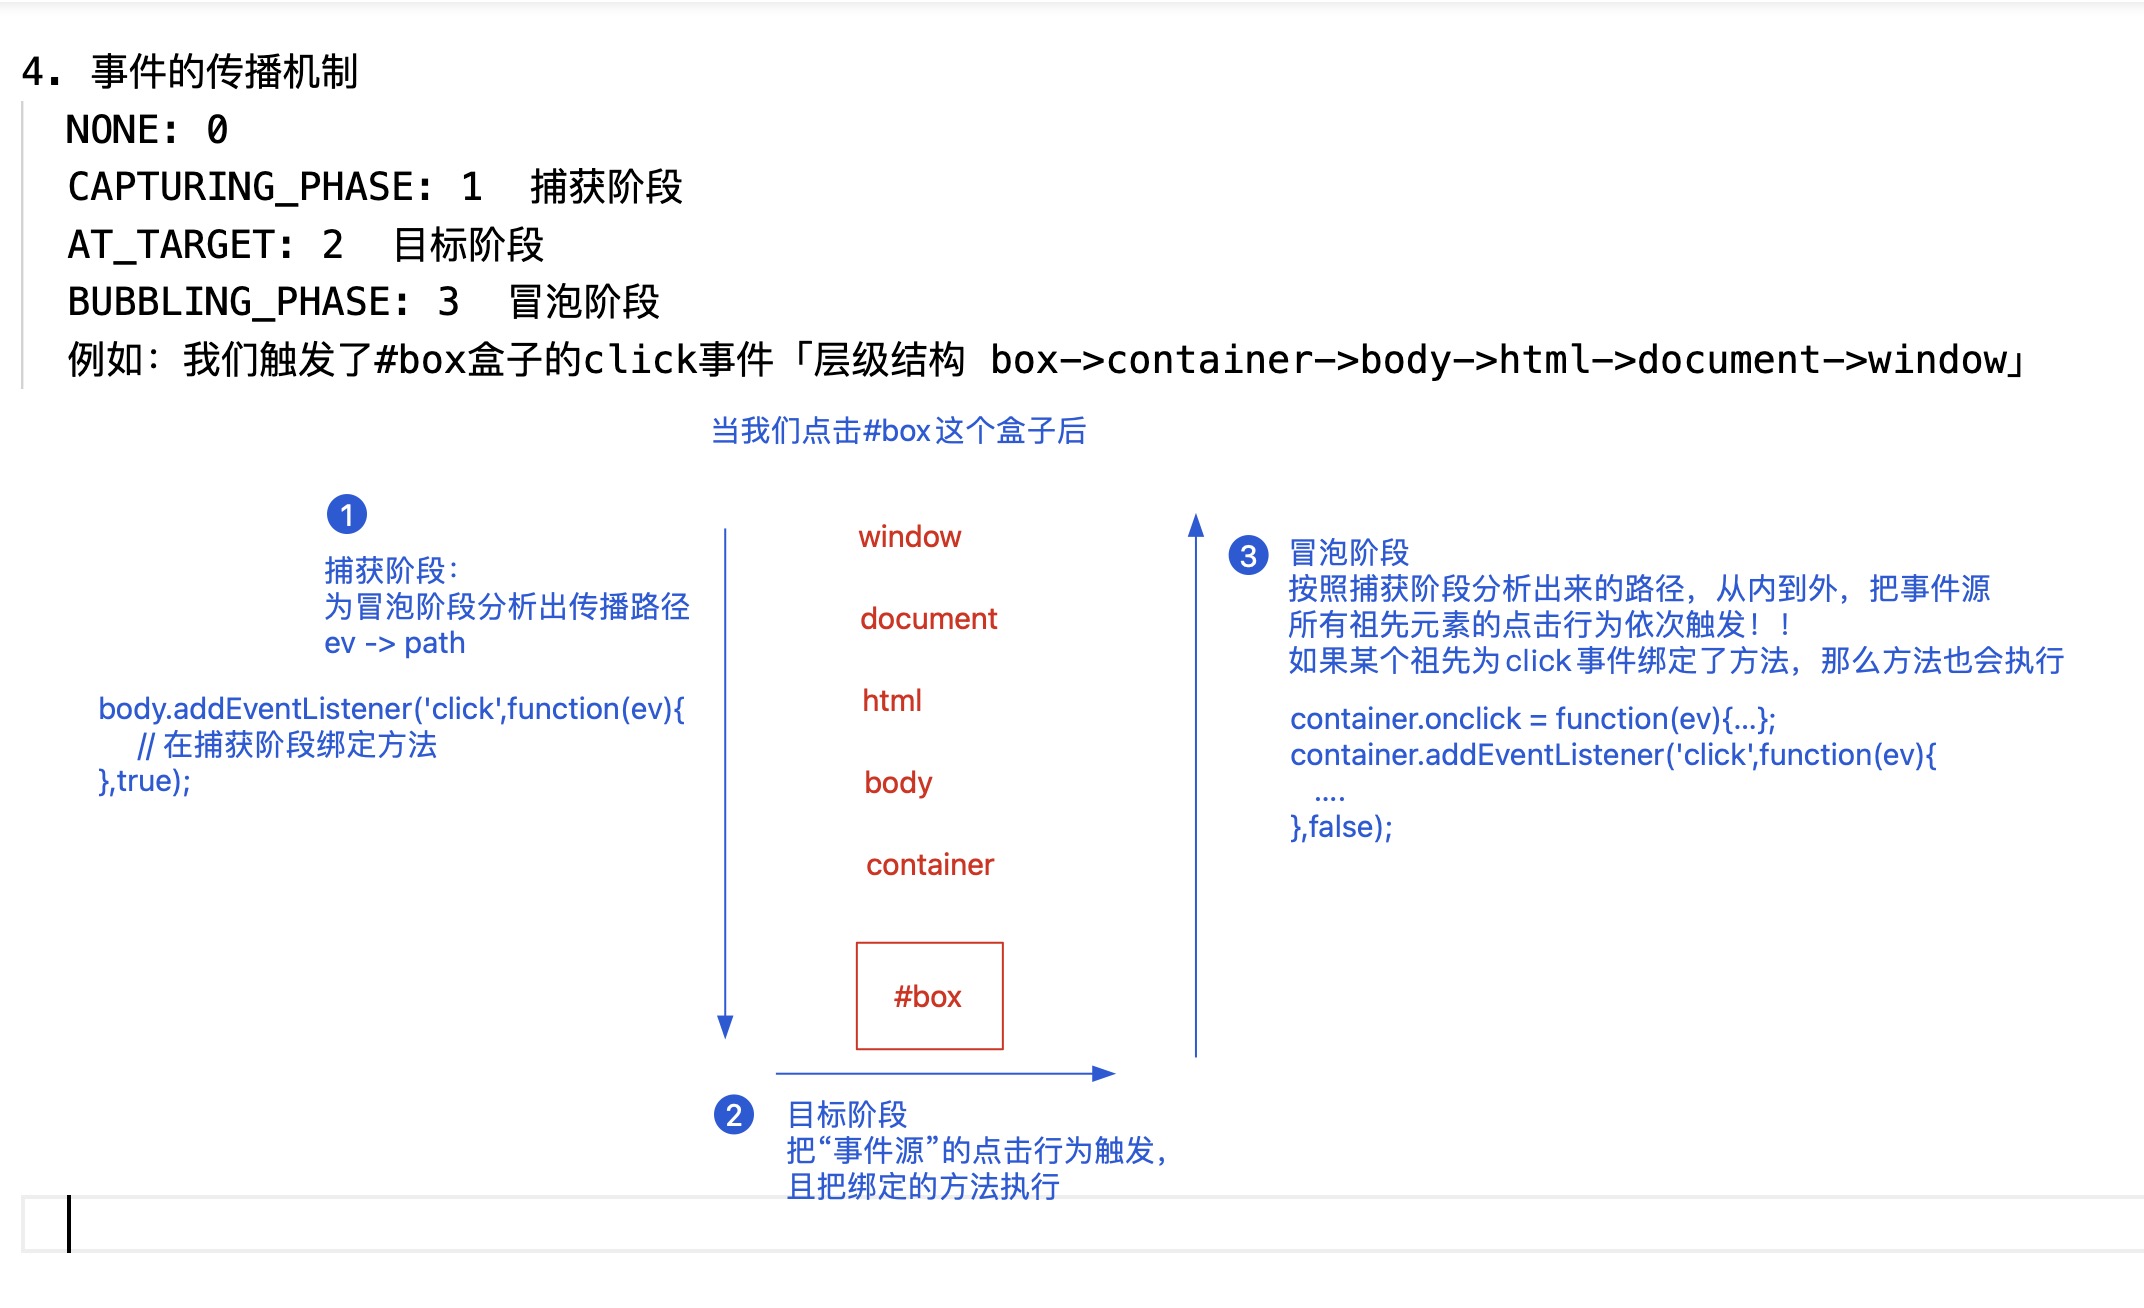 4. 事件的传播机制
NONE: 0
CAPTURING_PHASE: 1 捕获阶段
AT_TARGET: 2 目标阶段
BUBBLING_PHASE: 3 冒泡阶段
例如：我们触发了#box盒子的click事件「层级结构 box->container->body->html->document->window」
当我们点击#box这个盒子后
1
捕获阶段：
为冒泡阶段分析出传播路径
ev -> path
body.addEventListener('click',function(ev){
// 在捕获阶段绑定方法
},true);
window
document
html
body
container
#box
2
目标阶段
把“事件源”的点击行为触发，
且把绑定的方法执行
3
冒泡阶段
按照捕获阶段分析出来的路径，从内到外，把事件源
所有祖先元素的点击行为依次触发！！
如果某个祖先为click事件绑定了方法，那么方法也会执行
container.onclick = function(ev){...};
container.addEventListener('click',function(ev){
....
},false);